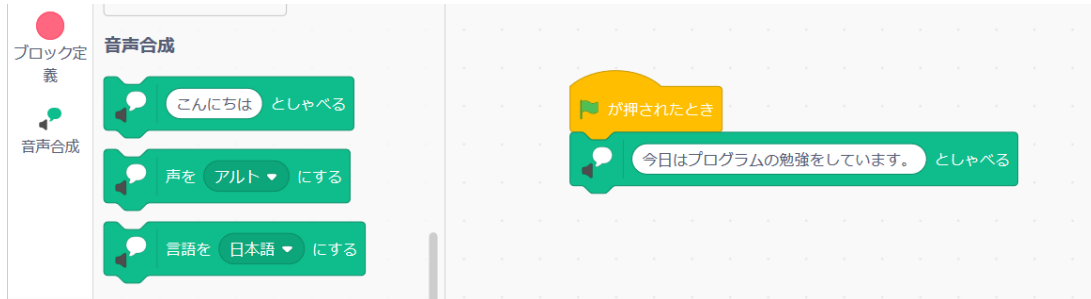 ブロック定
義
音声合成
音声合成
こんにちは としゃべる
声を アルト にする
言語を 日本語 にする
が押されたとき
今日はプログラムの勉強をしています。 としゃべる